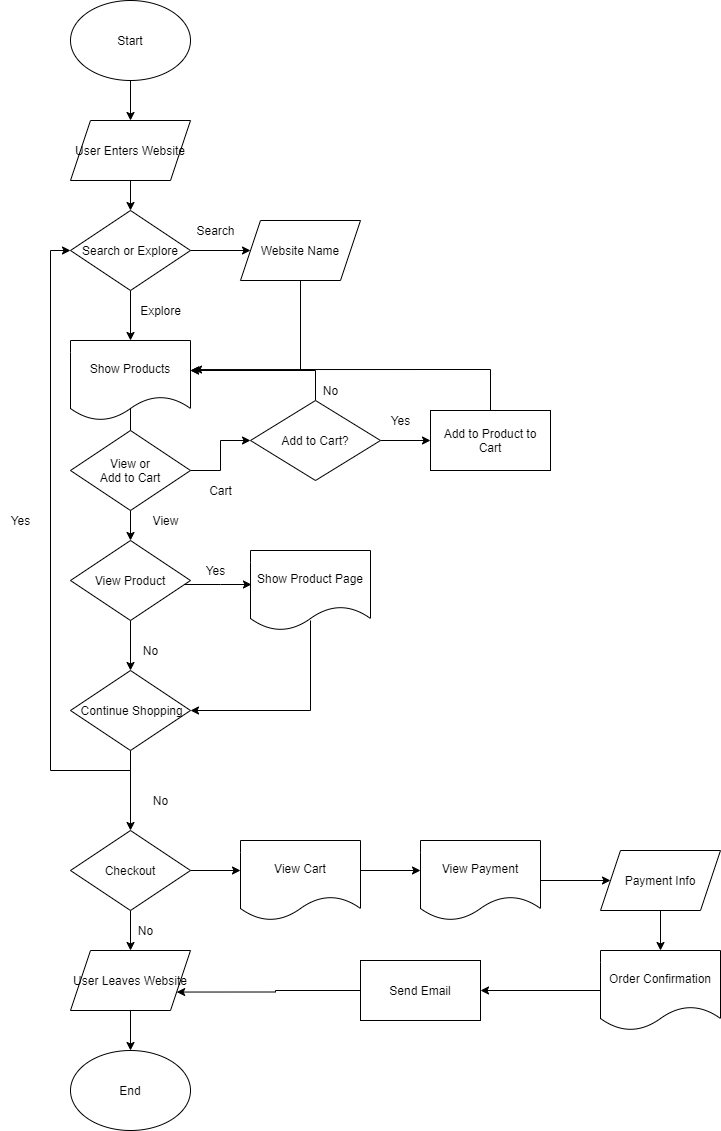 Start
User Enters Website
Search
Search or Explore
Website Name
Explore
Show Products
No
Add to Cart?
Yes
Add to Product to
Cart
View or
Add to Cart
Cart
Yes
View
View Product
Yes
Show Product Page
No
Continue Shopping
No
Checkout
View Cart
View Payment
Payment Info
No
User Leaves Website
Send Email
Order Confirmation
End